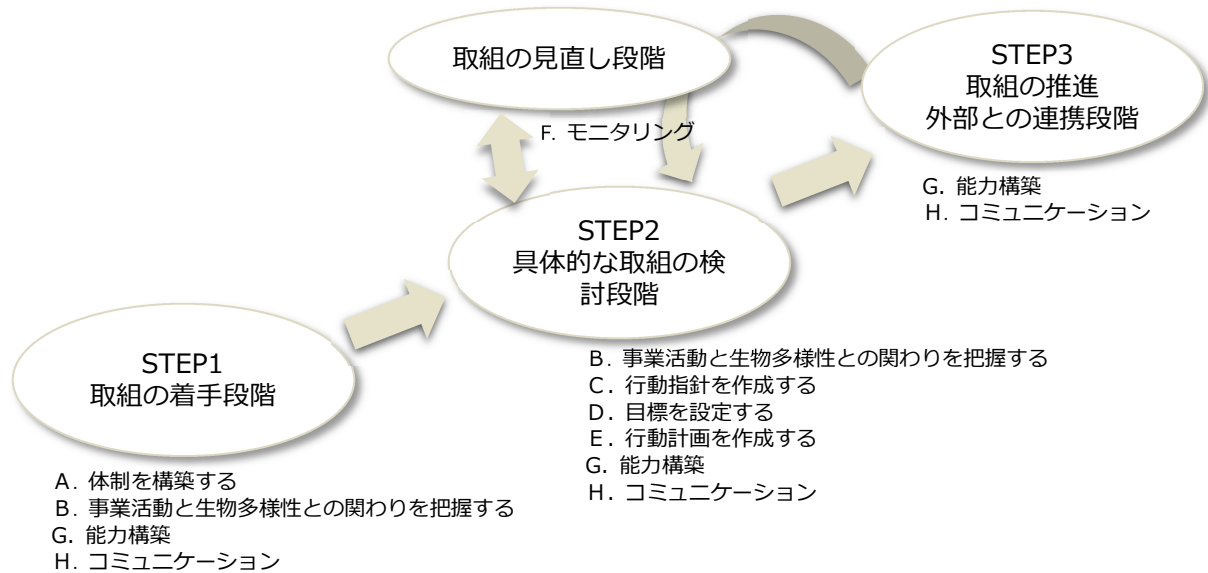 取組の見直し段階
F. モニタリング
STEP3
取組の推進
外部との連携段階
G. 能力構築
H. コミュニケーション
STEP2
具体的な取組の検
討段階
B. 事業活動と生物多様性との関わりを把握する
C. 行動指針を作成する
D. 目標を設定する
E. 行動計画を作成する
G. 能力構築
H. コミュニケーション
STEP1
取組の着手段階
A. 体制を構築する
B. 事業活動と生物多様性との関わりを把握する
G. 能力構築
H. コミュニケーション